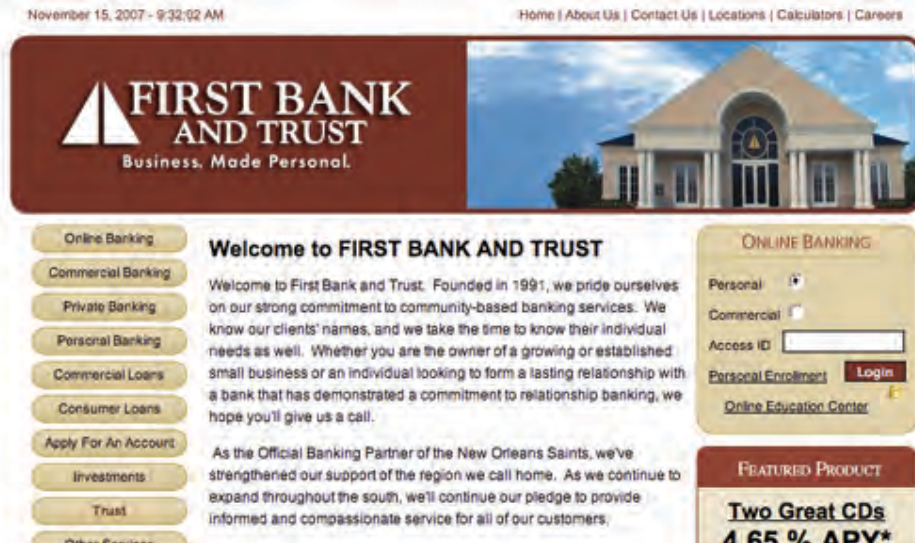 November 15, 2007 - 9:32:02 AM
Home | About Us | Contact Us | Locations | Calculators | Careers
FIRST BANK
AND TRUST
Business. Made Personal.
Online Banking
Commercial Banking
Private Banking
Personal Banking
Commercial Loans
Consumer Loans
Apply For An Account
Investments
Trust
Other Services
Welcome to FIRST BANK AND TRUST
Welcome to First Bank and Trust. Founded in 1991, we pride ourselves
on our strong commitment to community-based banking services. We
know our clients' names, and we take the time to know their individual
needs as well. Whether you are the owner of a growing or established
small business or an individual looking to form a lasting relationship with
a bank that has demonstrated a commitment to relationship banking, we
hope you'll give us a call.
As the Official Banking Partner of the New Orleans Saints, we've
strengthened our support of the region we call home. As we continue to
expand throughout the south, we'll continue our pledge to provide
informed and compassionate service for all of our customers.
ONLINE BANKING
Personal
Commercial
Access ID
Personal Enrollment Login
Online Education Center
FEATURED PRODUCT
Two Great CDs
4.65 % APY*